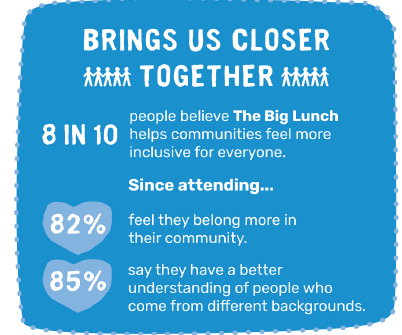 BRINGS US CLOSER
TOGETHER
8 IN 10
people believe The Big Lunch
helps communities feel more
inclusive for everyone.
Since attending...
82%
feel they belong more in
their community.
85%
say they have a better
understanding of people who
come from different backgrounds.